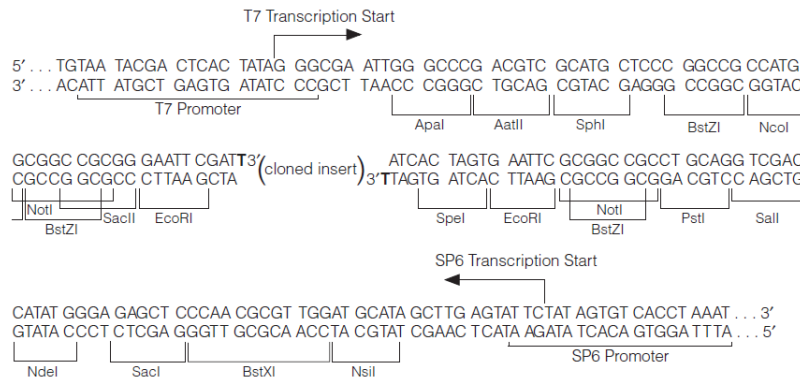 T7 Transcription Start
5′ . . . TGTAA TACGA CTCAC TATAG GGCGA ATTGG GCCCG ACGTC GCATG CTCCC GGCCG CCATG
3′ . . . ACATT ATGCT GAGTG ATATC CCGCT TAACC CGGGC TGCAG CGTAC GAGGG CCGGC GGTAC
T7 Promoter
ApaI AatII SphI BstZI NcoI
GCGGC CGCGG GAATT CGATT3′ (cloned insert) ATCAC TAGTG AATTC GCGGC CGCCT GCAGG TCGAC
CGCCG GCGCC CTTAA GCTA 3′TTAGTG ATCAC TTAAG CGCCG GCGGA CGTCC AGCTG
NotI SacII EcoRI SpeI EcoRI NotI PstI SalI
BstZI BstZI
SP6 Transcription Start
CATAT GGGA GAGCT CCCAA CGCGT TGGAT GCATA GCTTG AGTAT TCTAT AGTGT CACCT AAAT . . . 3′
GTATA CCCT CTCGA GGGTT GCGCA ACCTA CGTAT CGAAC TCATA AGATA TCACA GTGGA TTTA . . . 5′
NdeI SacI BstXI NsiI SP6 Promoter